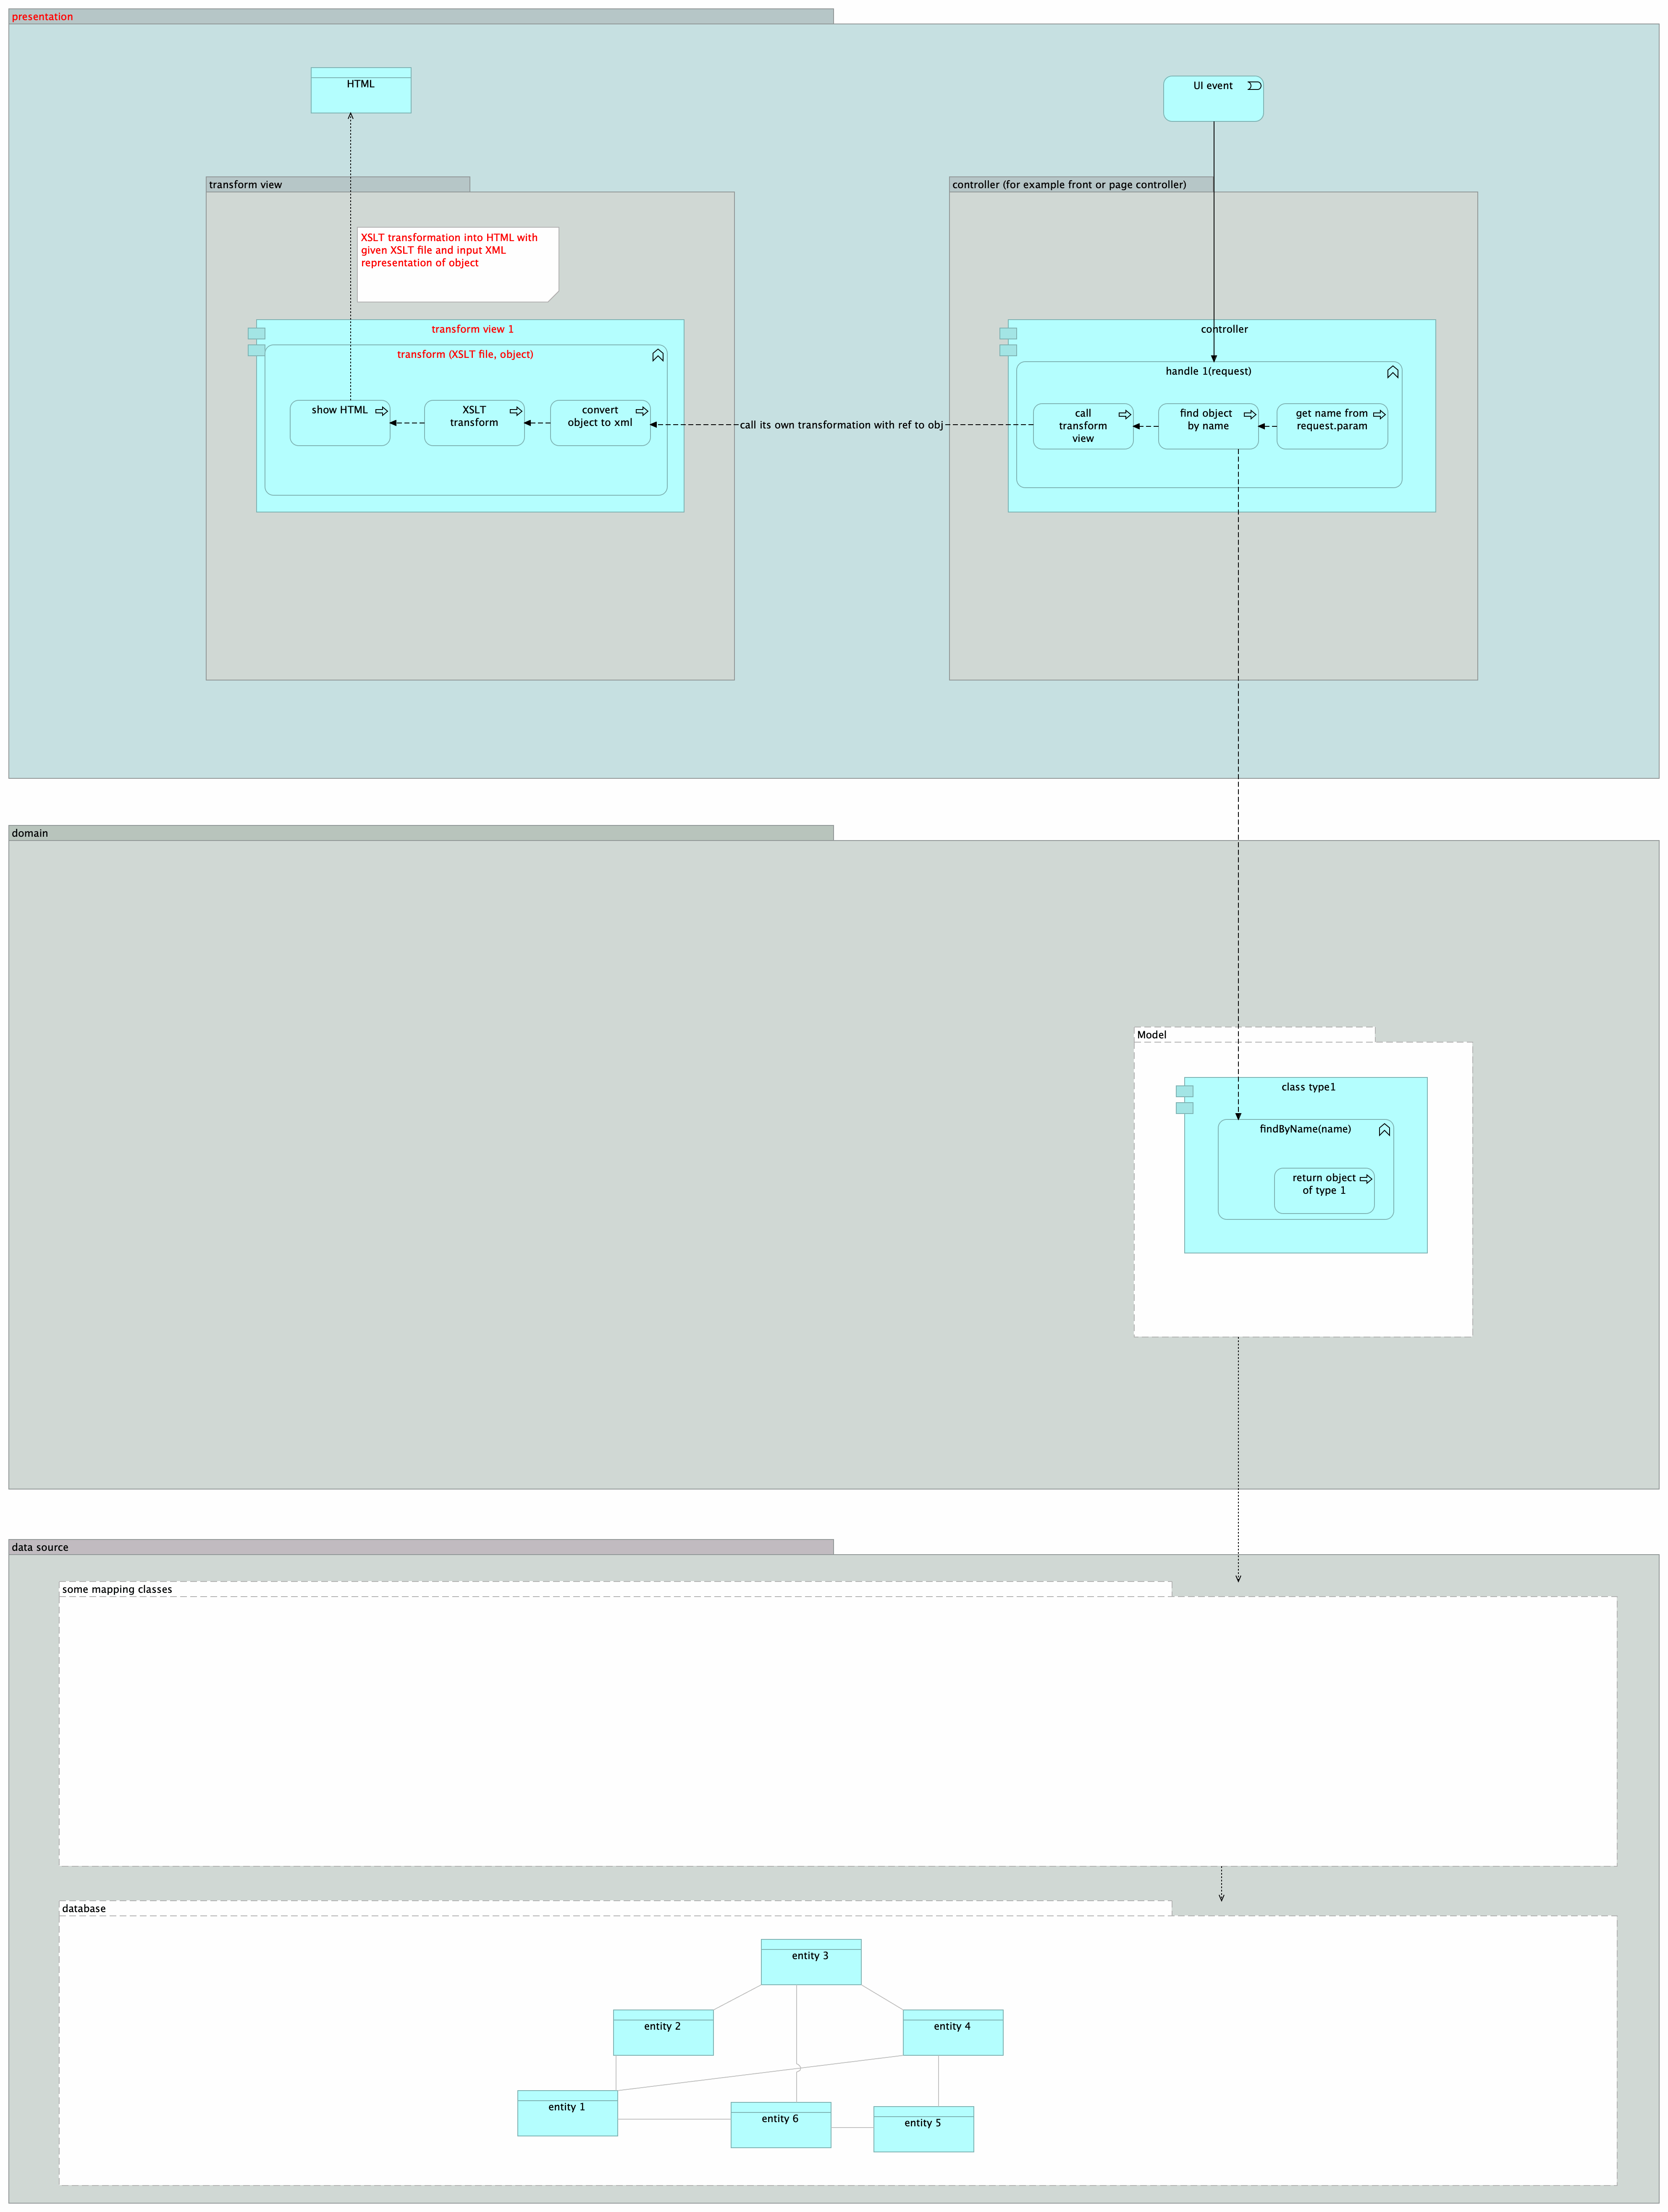 presentation
HTML
UI event
transform view
controller (for example front or page controller)
XSLT transformation into HTML with
given XSLT file and input XML
representation of object
transform view 1
controller
transform (XSLT file, object)
handle 1(request)
show HTML
XSLT
transform
convert
object to xml
call its own transformation with ref to obj
call
transform
view
find object
by name
get name from
request.param
domain
Model
class type1
findByName(name)
return object
of type 1
data source
some mapping classes
database
entity 3
entity 2
entity 4
entity 1
entity 6
entity 5